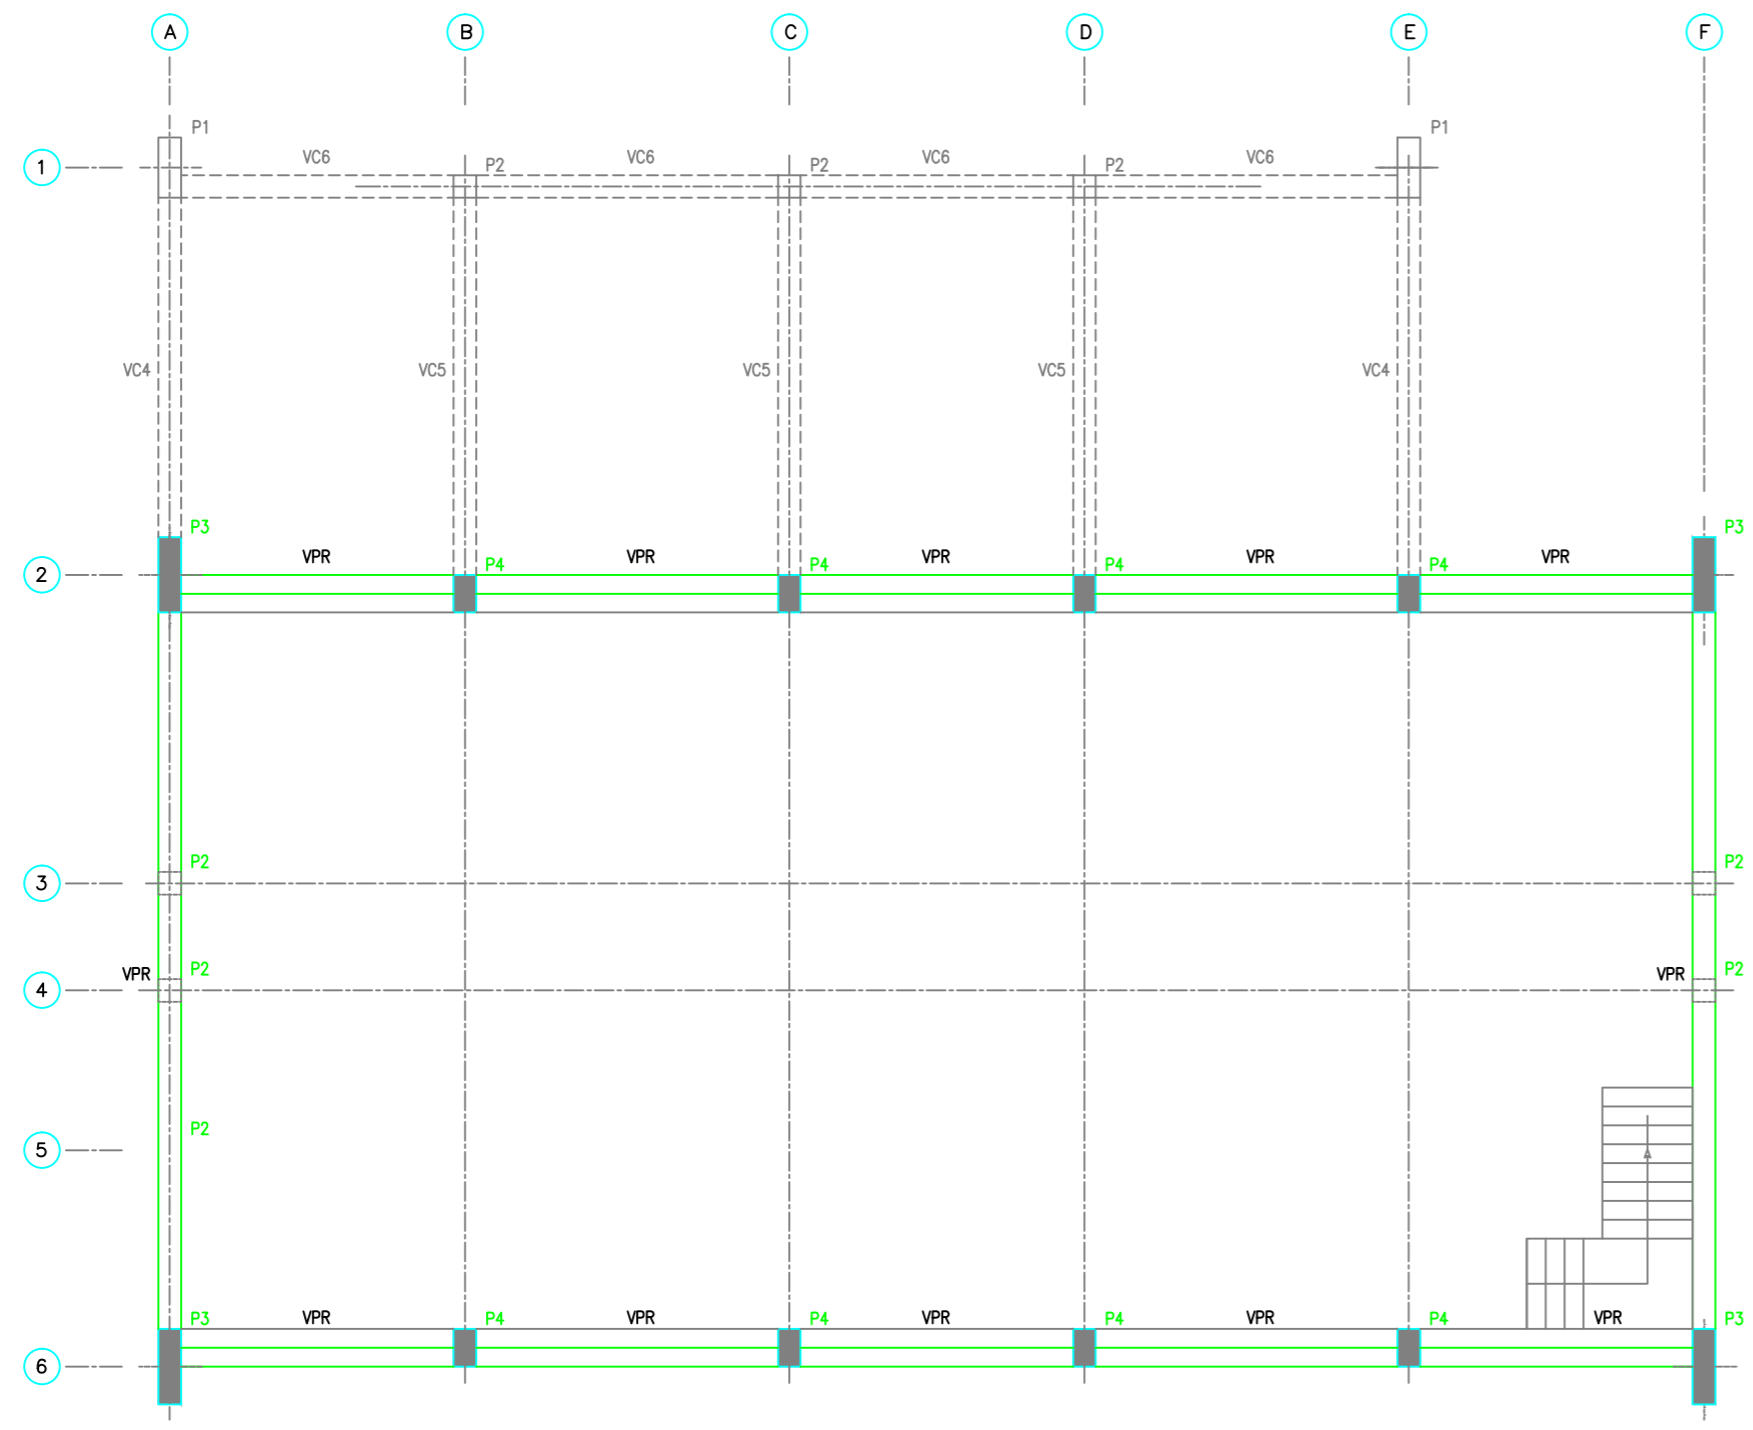 A B C D E F
P1 P1
1 VC6 P2 VC6 P2 VC6 P2 VC6
VC4 VC5 VC5 VC5 VC4
P3 P3
2 VPR P4 VPR P4 VPR P4 VPR P4 VPR
P2 P2
3
VPR P2 VPR P2
4
P2
5
P3 VPR P4 VPR P4 VPR P4 VPR P4 VPR P3
6